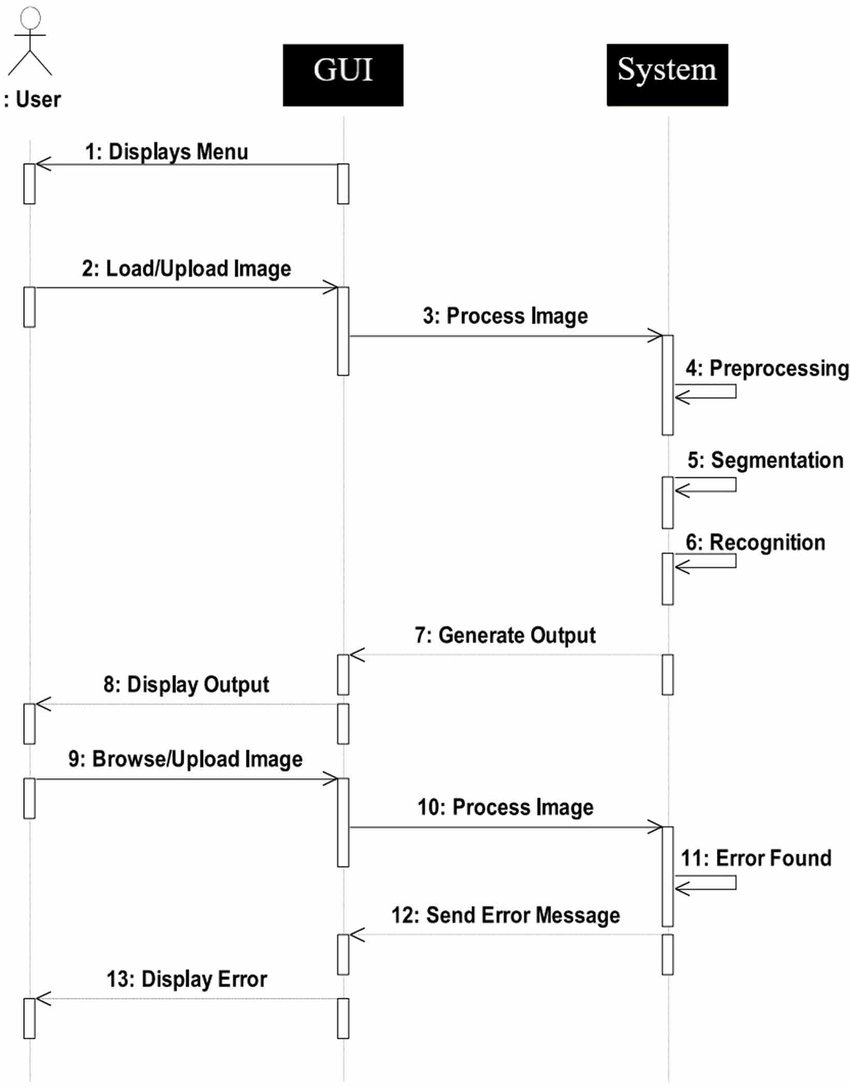 GUI
System
: User
1: Displays Menu
2: Load/Upload Image
3: Process Image
4: Preprocessing
5: Segmentation
6: Recognition
7: Generate Output
8: Display Output
9: Browse/Upload Image
10: Process Image
11: Error Found
12: Send Error Message
13: Display Error